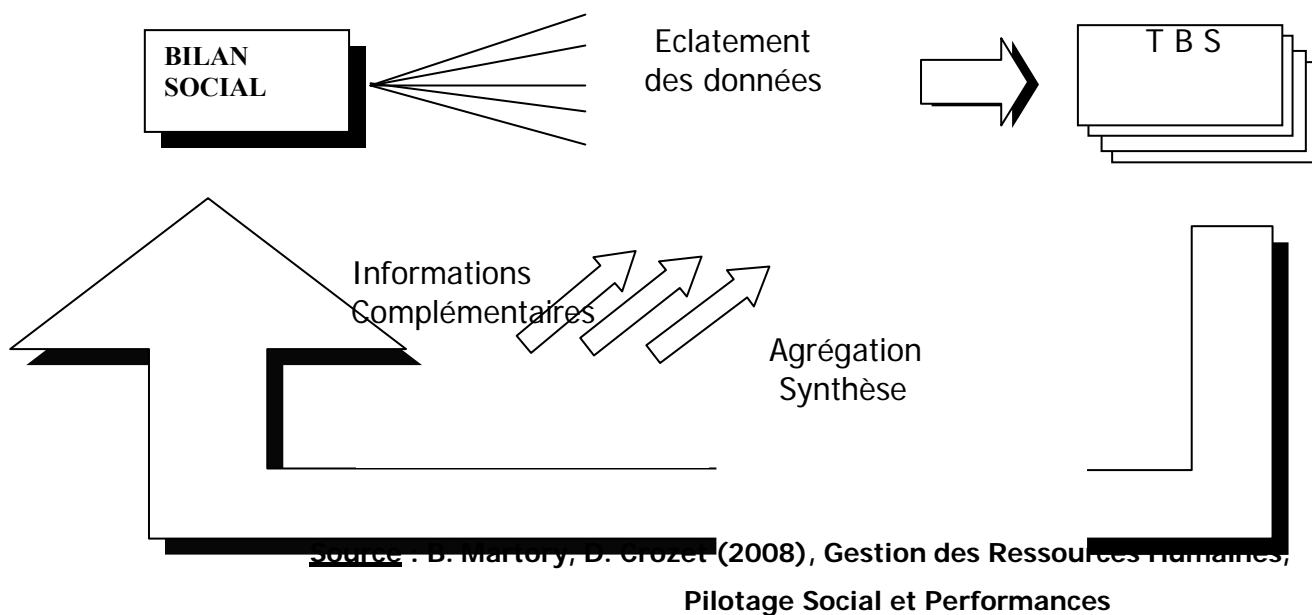 BILAN
SOCIAL
Eclatement
des données
T B S
Informations
Complémentaires
Agrégation
Synthèse
Source : B. Martory, D. Crozet (2008), Gestion des Ressources Humaines,
Pilotage Social et Performances